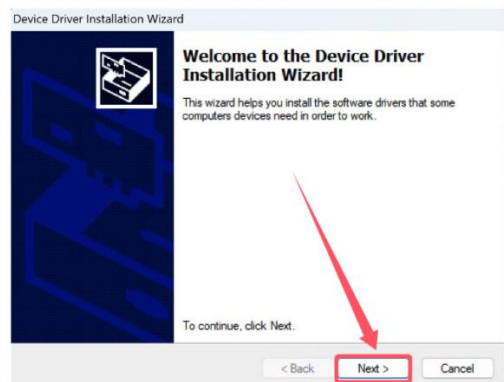 Device Driver Installation Wizard
Welcome to the Device Driver
Installation Wizard!
This wizard helps you install the software drivers that some
computers devices need in order to work.
To continue, click Next.
< Back
Next >
Cancel